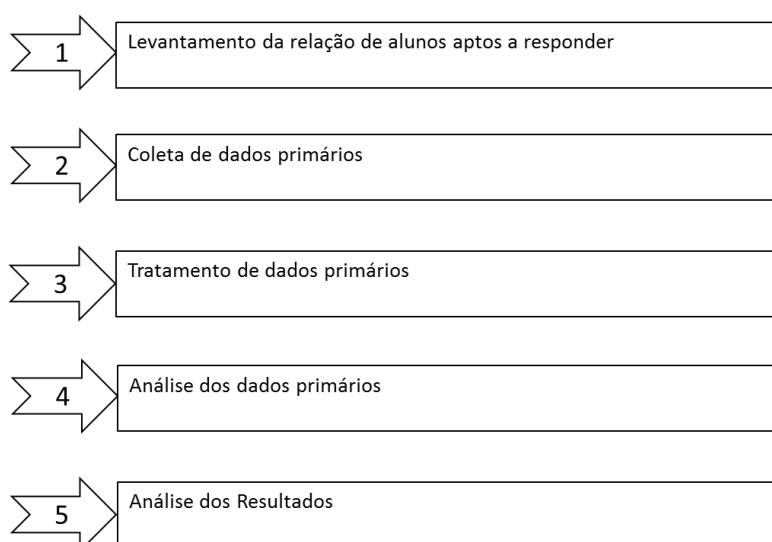 1
Levantamento da relação de alunos aptos a responder
2
Coleta de dados primários
3
Tratamento de dados primários
4
Análise dos dados primários
5
Análise dos Resultados